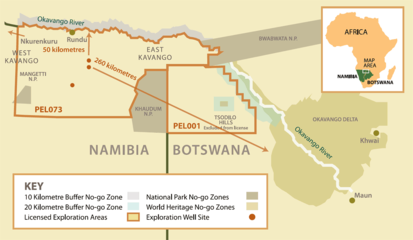 Okavango River
Nkurenkuru
Rundu
50 kilometres
WEST
KAVANGO
EAST
KAVANGO
BWABWATA N.P.
MANGETTI
N.P.
260 kilometres
PEL073
KHAUDUM
N.P.
PEL001
TSODILO
HILLS
Excluded from license
Okavango River
OKAVANGO DELTA
Khwai
Maun
NAMIBIA
BOTSWANA
AFRICA
MAP
AREA
NAMIBIA
BOTSWANA
KEY
10 Kilometre Buffer No-go Zone
20 Kilometre Buffer No-go Zone
Licensed Exploration Areas
National Park No-go Zones
World Heritage No-go Zones
Exploration Well Site